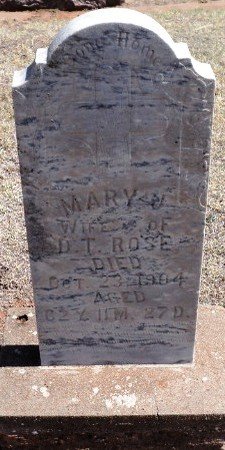 Gone Home
MARY
WIFE OF
D. T. ROSE
DIED
OCT 23, 1904
AGED
62 Y. 11 M. 27 D.